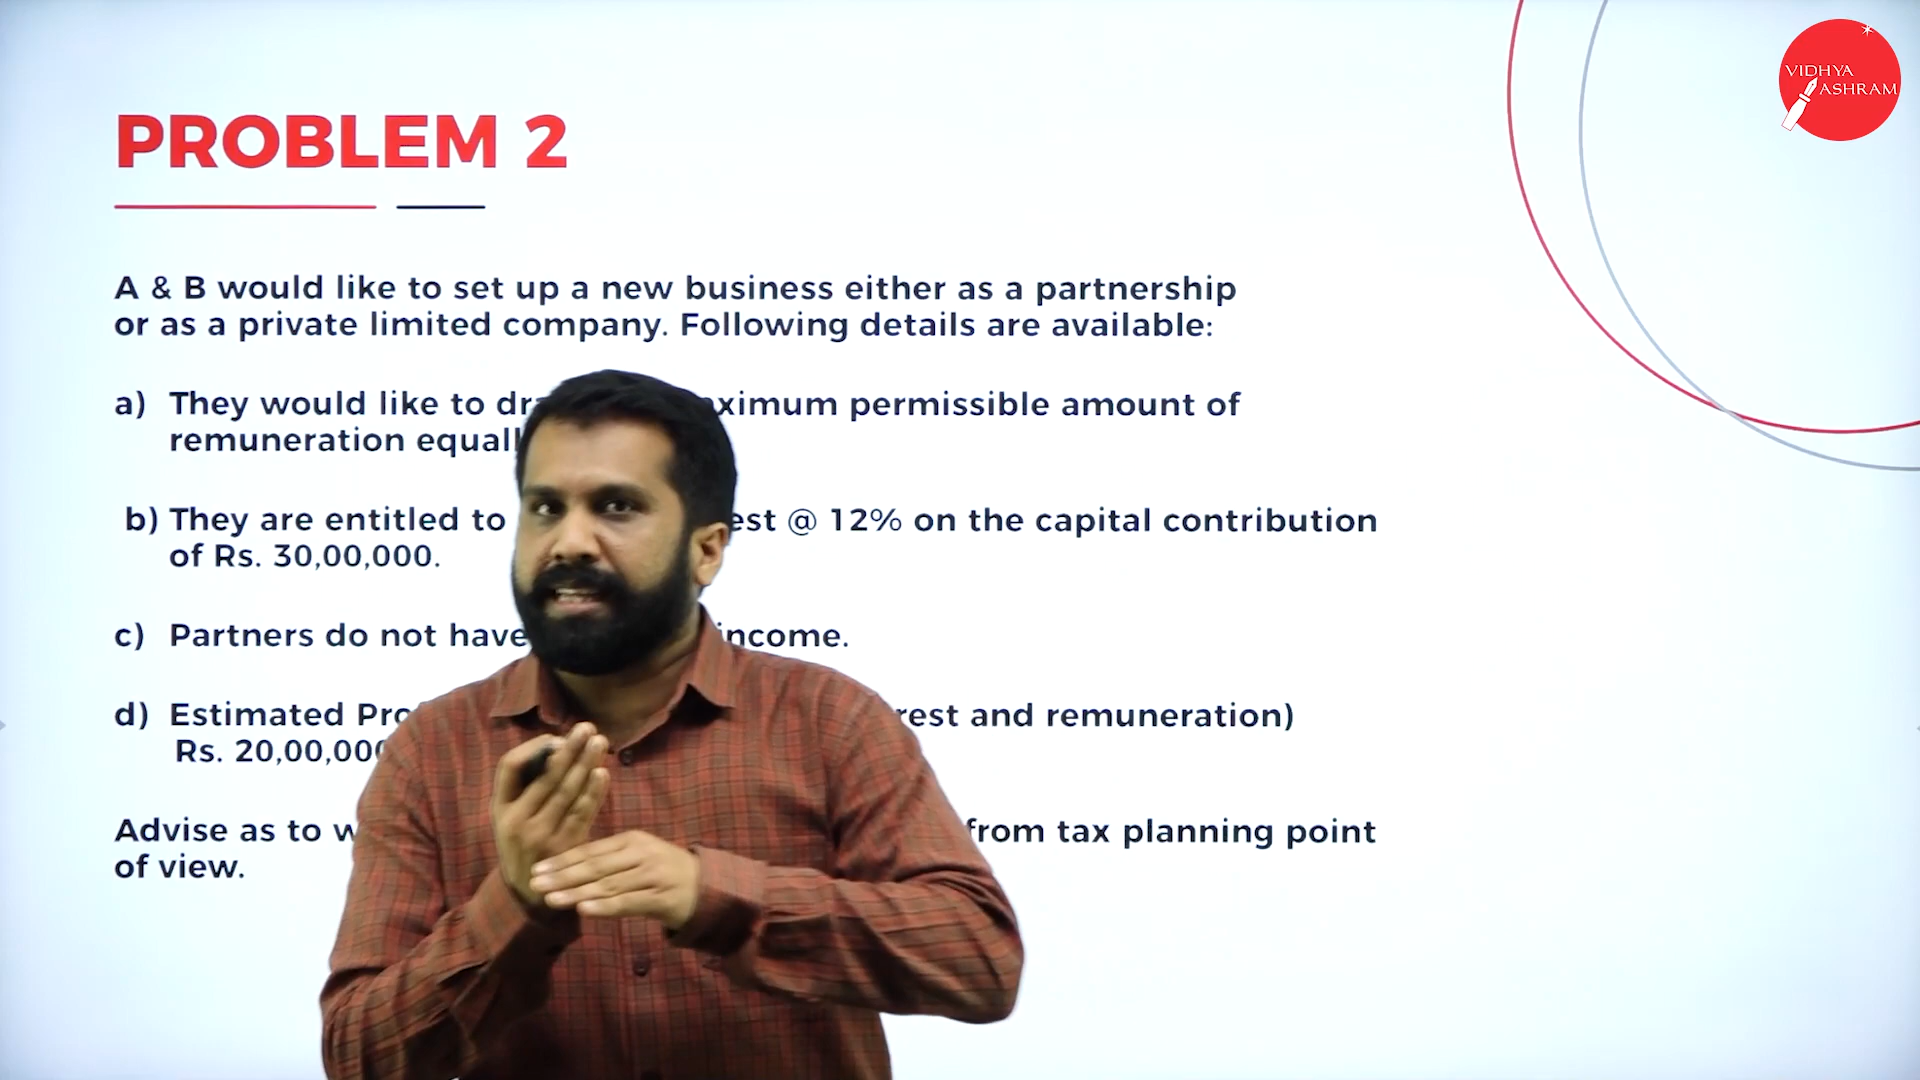 VIDHYA
ASHRAM
PROBLEM 2
A & B would like to set up a new business either as a partnership
or as a private limited company. Following details are available:
a) They would like to ximum permissible amount of
remuneration equall
b) They are entitled to est @ 12% on the capital contribution
of Rs. 30,00,000.
c) Partners do not have income.
d) Estimated Pro rest and remuneration)
Rs. 20,00,000
Advise as to w from tax planning point
of view.